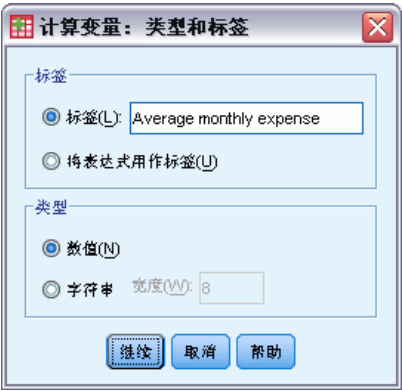 计算变量：类型和标签
标签
标签(L): Average monthly expense
将表达式用作标签(U)
类型
数值(N)
字符串 宽度(W): 8
继续 取消 帮助